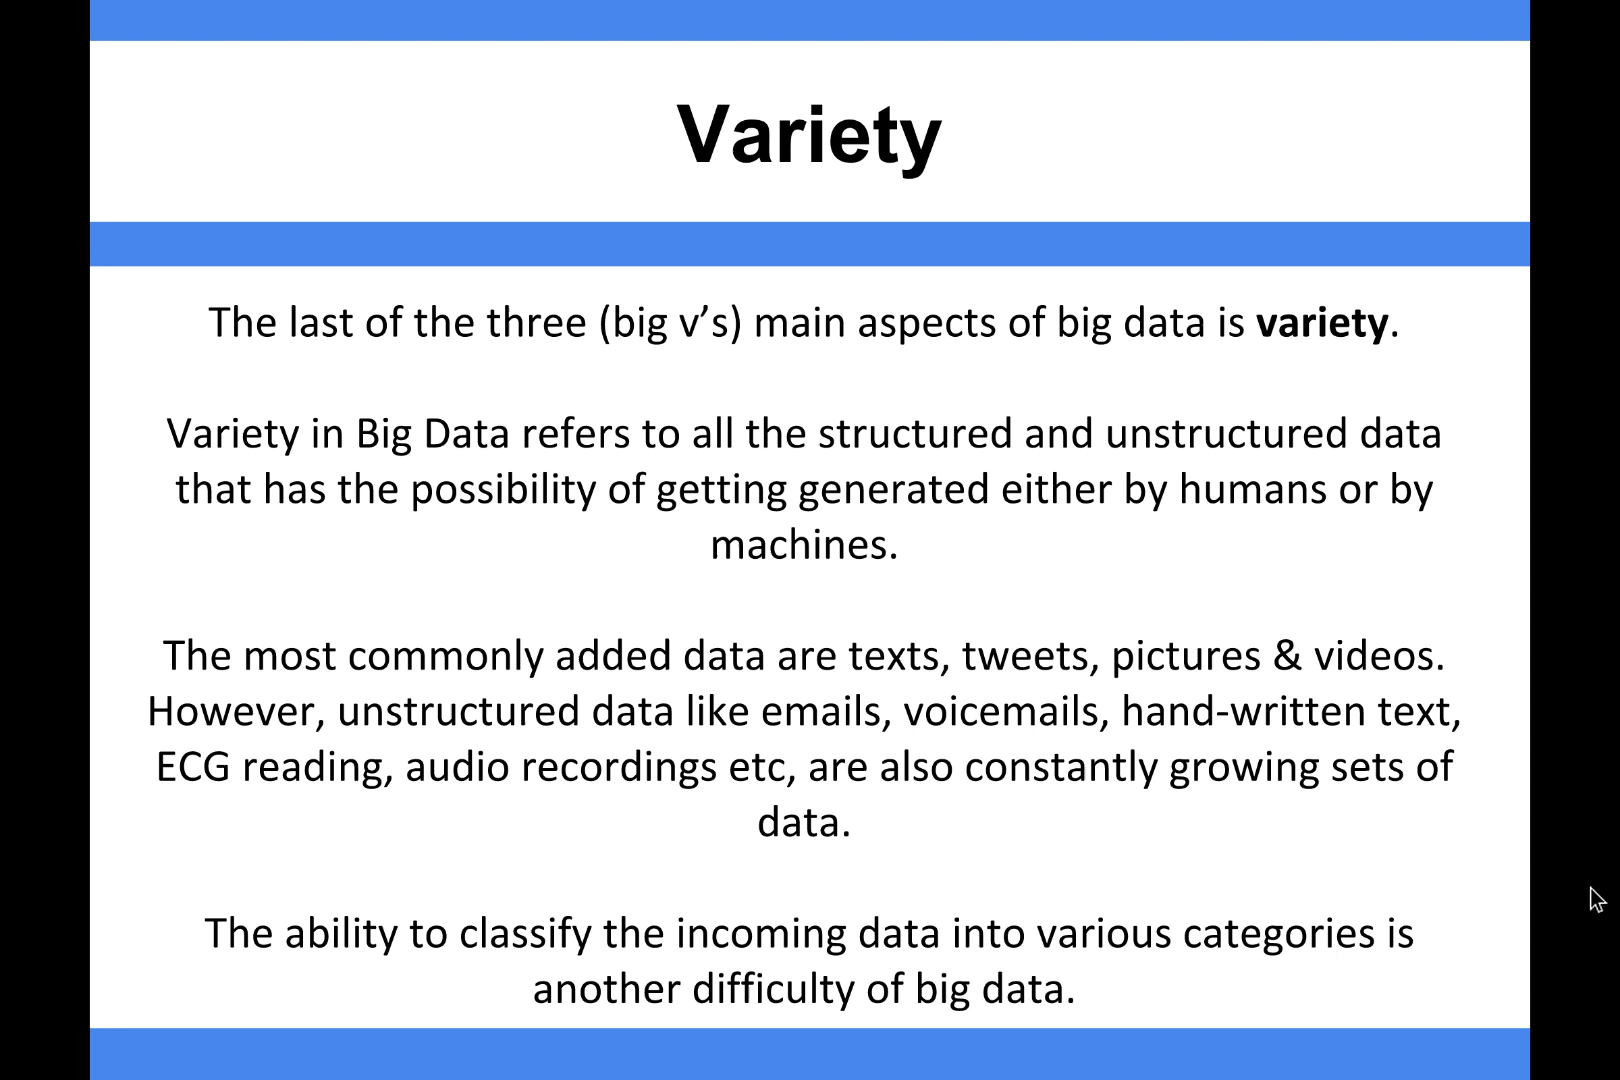 Variety
The last of the three (big v’s) main aspects of big data is variety.
Variety in Big Data refers to all the structured and unstructured data
that has the possibility of getting generated either by humans or by
machines.
The most commonly added data are texts, tweets, pictures & videos.
However, unstructured data like emails, voicemails, hand-written text,
ECG reading, audio recordings etc, are also constantly growing sets of
data.
The ability to classify the incoming data into various categories is
another difficulty of big data.